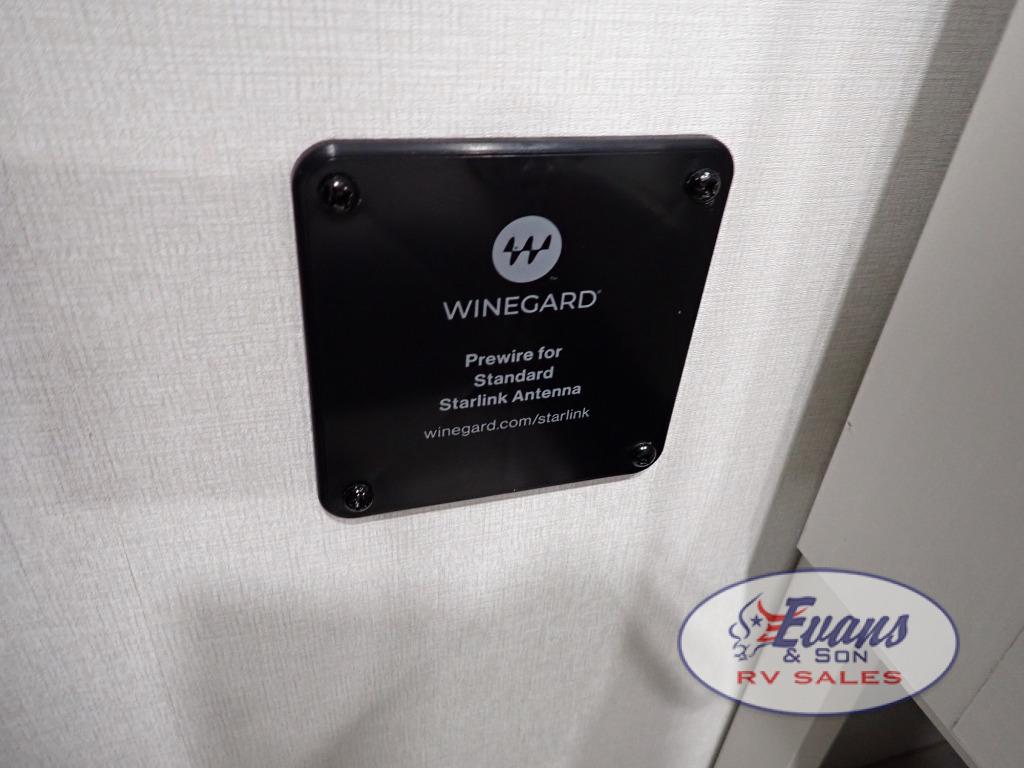 WINEGARD
Prewire for
Standard
Starlink Antenna
winegard.com/starlink
Evans
& SON
RV SALES